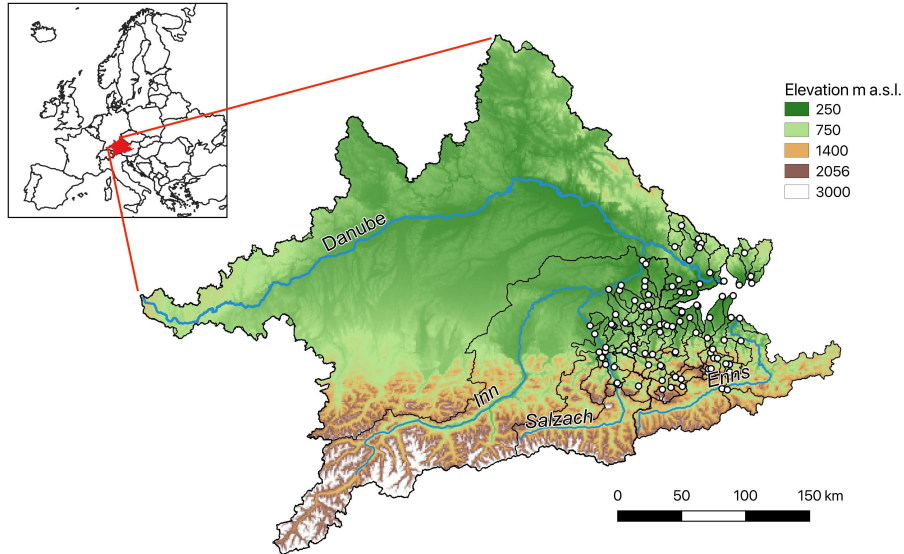 Elevation m a.s.l.
250
750
1400
2056
3000
Danube
Inn
Salzach
Enns
0 50 100 150 km